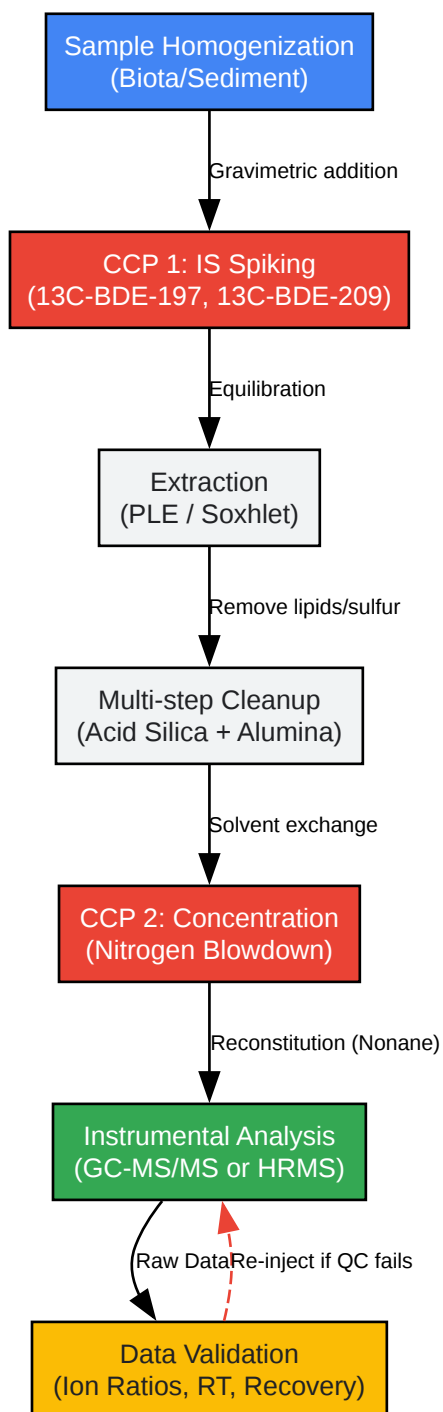 Sample Homogenization
(Biota/Sediment)
Gravimetric addition
CCP 1: IS Spiking
(13C-BDE-197, 13C-BDE-209)
Equilibration
Extraction
(PLE / Soxhlet)
Remove lipids/sulfur
Multi-step Cleanup
(Acid Silica + Alumina)
Solvent exchange
CCP 2: Concentration
(Nitrogen Blowdown)
Reconstitution (Nonane)
Instrumental Analysis
(GC-MS/MS or HRMS)
Raw Data
Re-inject if QC fails
Data Validation
(Ion Ratios, RT, Recovery)